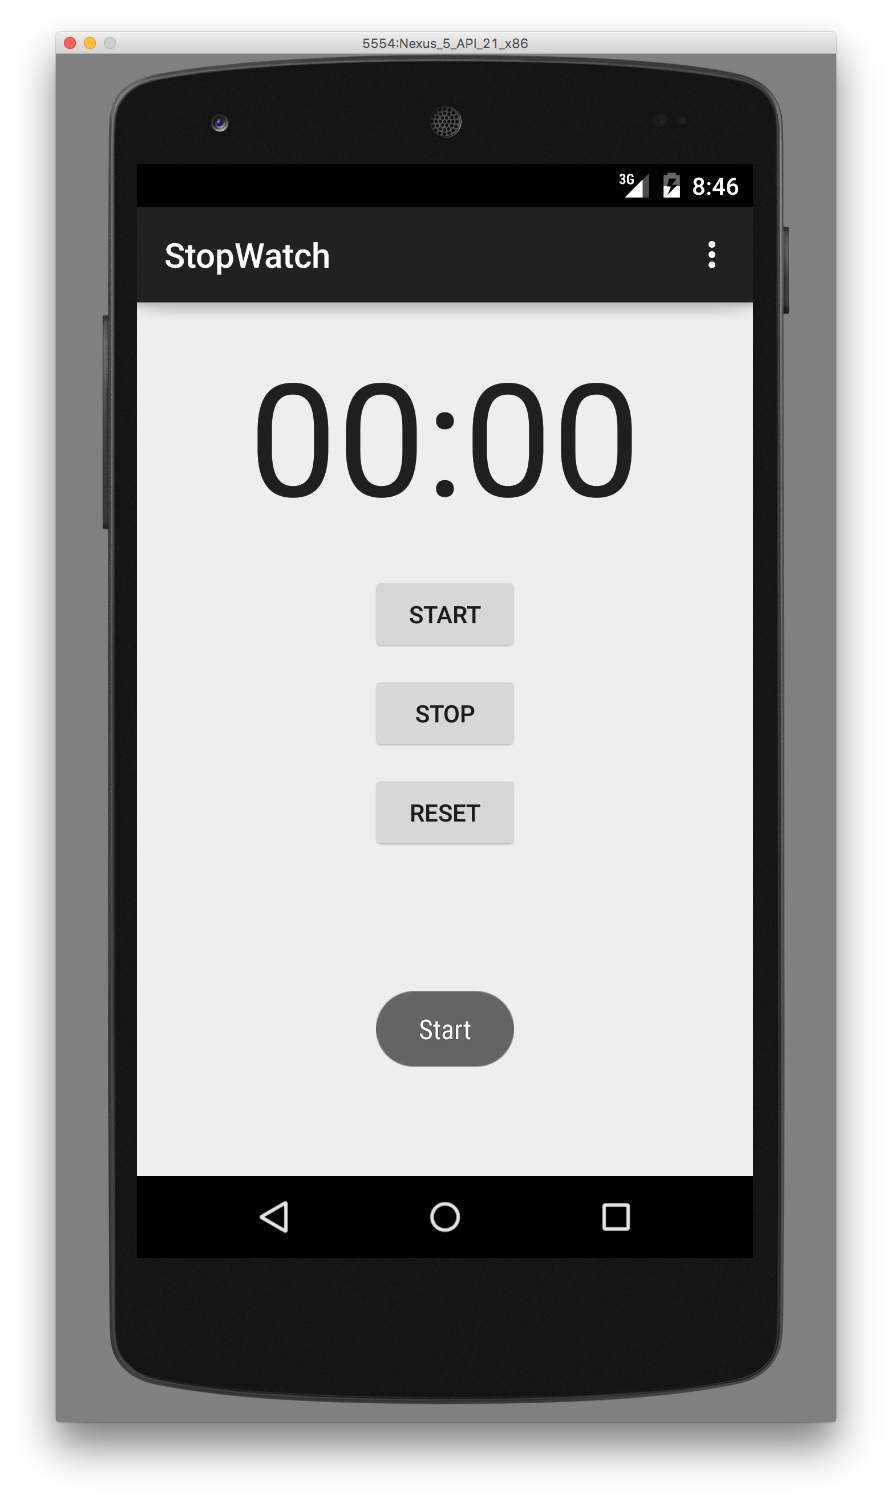 5554:Nexus_5_API_21_x86
3G 8:46
StopWatch
00:00
START
STOP
RESET
Start